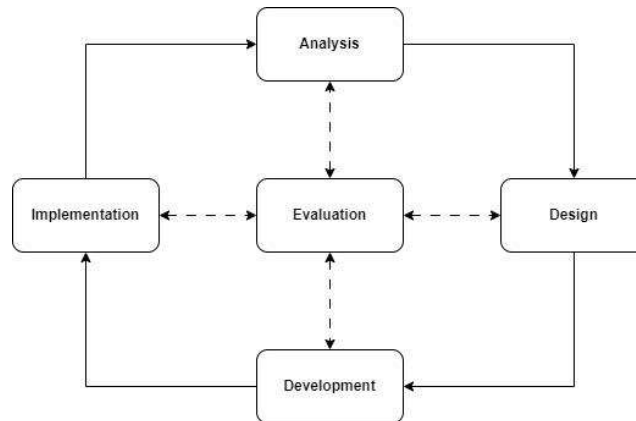 Analysis
Implementation
Evaluation
Design
Development